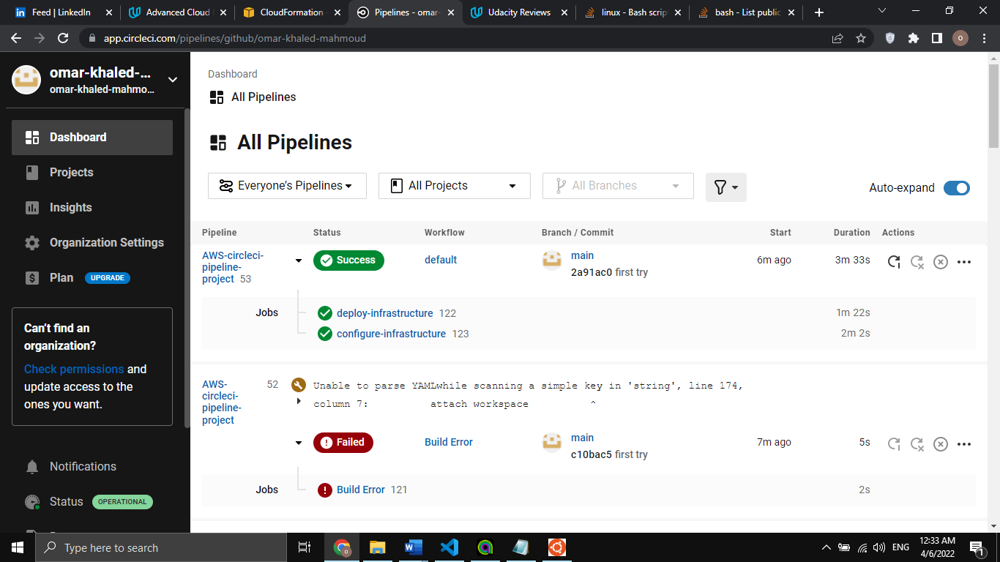 Feed | LinkedIn
Advanced Cloud
CloudFormation
Pipelines - omar-
Udacity Reviews
linux - Bash scrip
bash - List public
app.circleci.com/pipelines/github/omar-khaled-mahmoud
O
omar-khaled-...
omar-khaled-mahmo...
Dashboard
Projects
Insights
Organization Settings
Plan UPGRADE
Can't find an
organization?
Check permissions and
update access to the
ones you want.
Notifications
Status OPERATIONAL
Dashboard
All Pipelines
All Pipelines
Everyone's Pipelines
All Projects
All Branches
Auto-expand
Pipeline Status Workflow Branch / Commit Start Duration Actions
AWS-circleci-
pipeline-
project 53
Success
default
main
2a91ac0 first try
6m ago
3m 33s
Jobs
deploy-infrastructure 122
1m 22s
configure-infrastructure 123
2m 2s
AWS-
circleci-
pipeline-
project
52
Unable to parse YAMLwhile scanning a simple key in 'string', line 174,
column 7: attach workspace ^
Failed
Build Error
main
c10bac5 first try
7m ago
5s
Jobs
Build Error 121
2s
Type here to search
ENG
12:33 AM
4/6/2022
1